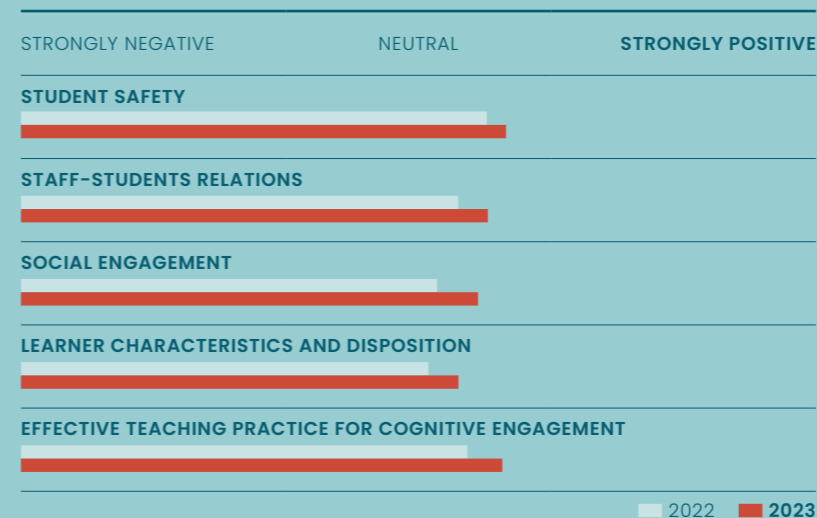 STRONGLY NEGATIVE NEUTRAL STRONGLY POSITIVE
STUDENT SAFETY
STAFF-STUDENTS RELATIONS
SOCIAL ENGAGEMENT
LEARNER CHARACTERISTICS AND DISPOSITION
EFFECTIVE TEACHING PRACTICE FOR COGNITIVE ENGAGEMENT
2022 2023